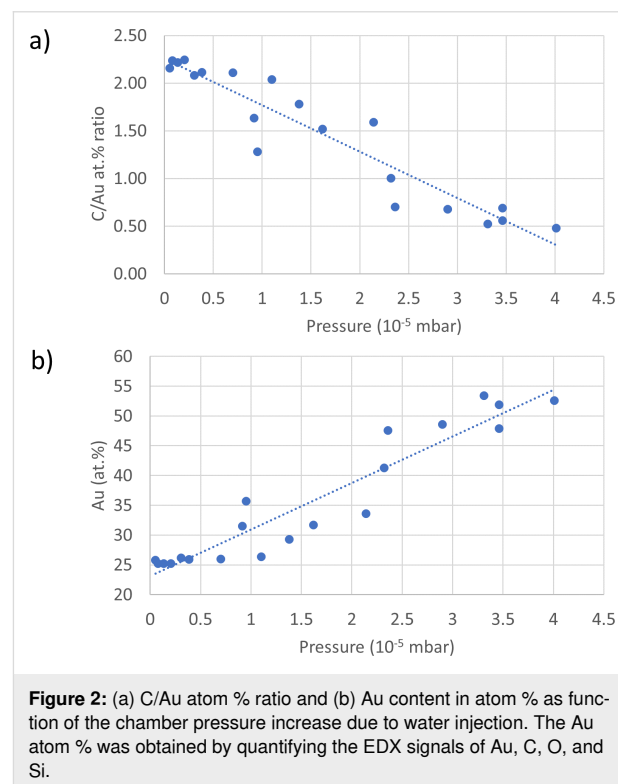 a)
2.50
2.00
1.50
1.00
0.50
0.00
C/Au at.% ratio
0 0.5 1 1.5 2 2.5 3 3.5 4 4.5
Pressure (10-5 mbar)
b)
60
55
50
45
40
35
30
25
20
Au (at.%)
0 0.5 1 1.5 2 2.5 3 3.5 4 4.5
Pressure (10-5 mbar)
Figure 2: (a) C/Au atom % ratio and (b) Au content in atom % as func-
tion of the chamber pressure increase due to water injection. The Au
atom % was obtained by quantifying the EDX signals of Au, C, O, and
Si.